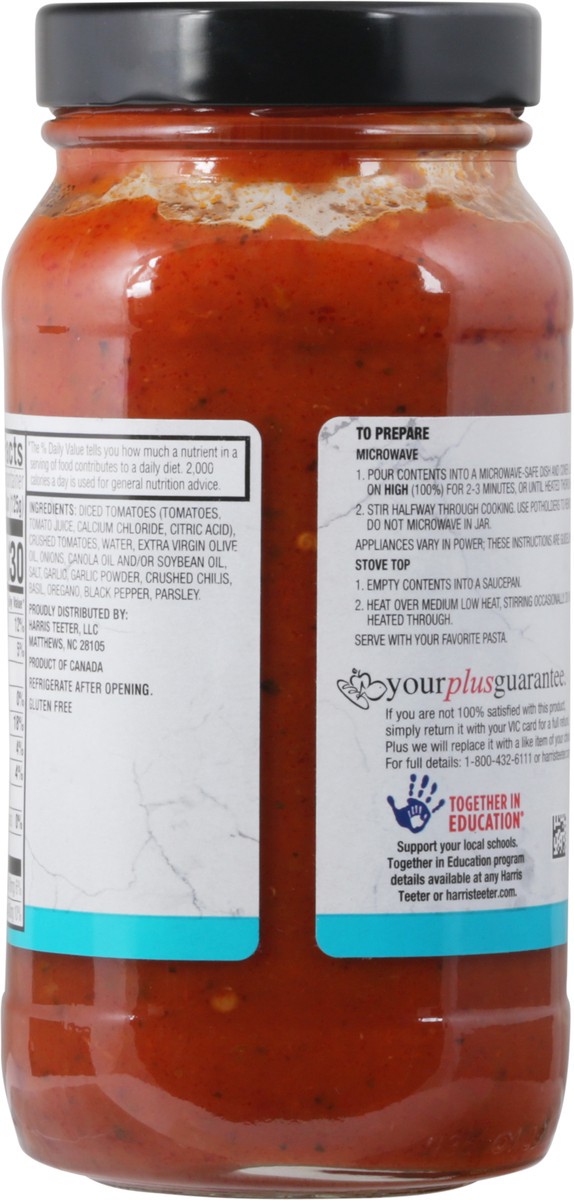 *The % Daily Value tells you how much a nutrient in a
serving of food contributes to a daily diet. 2,000
calories a day is used for general nutrition advice.
125g
30
12%
5%
0%
18%
4%
4%
0%
INGREDIENTS: DICED TOMATOES (TOMATOES,
TOMATO JUICE, CALCIUM CHLORIDE, CITRIC ACID),
CRUSHED TOMATOES, WATER, EXTRA VIRGIN OLIVE
OIL, ONIONS, CANOLA OIL AND/OR SOYBEAN OIL,
SALT, GARLIC, GARLIC POWDER, CRUSHED CHILIS,
BASIL, OREGANO, BLACK PEPPER, PARSLEY.
PROUDLY DISTRIBUTED BY:
HARRIS TEETER, LLC
MATTHEWS, NC 28105
PRODUCT OF CANADA
REFRIGERATE AFTER OPENING.
GLUTEN FREE
TO PREPARE
MICROWAVE
1. POUR CONTENTS INTO A MICROWAVE-SAFE DISH AND
ON HIGH (100%) FOR 2-3 MINUTES, OR UNTIL HEATED
2. STIR HALFWAY THROUGH COOKING. USE POTHOLDERS TO
DO NOT MICROWAVE IN JAR.
APPLIANCES VARY IN POWER; THESE INSTRUCTIONS ARE
STOVE TOP
1. EMPTY CONTENTS INTO A SAUCEPAN.
2. HEAT OVER MEDIUM LOW HEAT, STIRRING OCCASIONALLY,
HEATED THROUGH.
SERVE WITH YOUR FAVORITE PASTA.
yourplusguarantee.
If you are not 100% satisfied with this product,
simply return it with your VIC card for a full
Plus we will replace it with a like item of your
For full details: 1-800-432-6111 or
TOGETHER IN
EDUCATION
Support your local schools.
Together in Education program
details available at any Harris
Teeter or harristeeter.com.